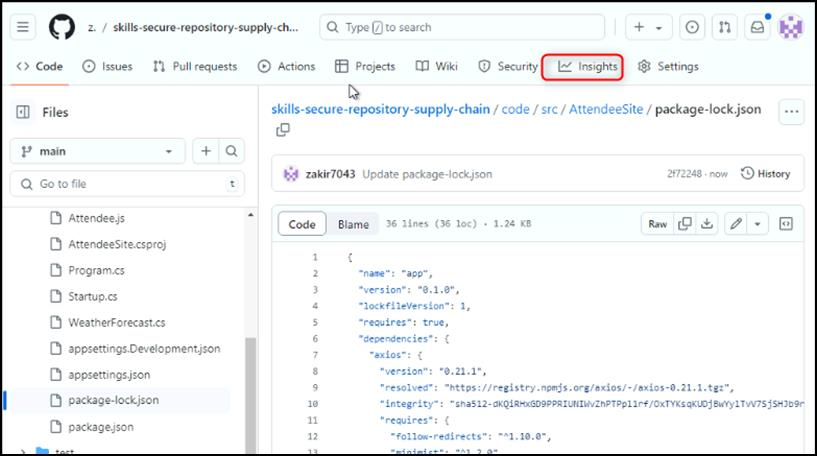 z. / skills-secure-repository-supply-ch...
Type / to search
Code
Issues
Pull requests
Actions
Projects
Wiki
Security
Insights
Settings
Files
main
Go to file
t
Attendee.js
AttendeeSite.csproj
Program.cs
Startup.cs
WeatherForecast.cs
appsettings.Development.json
appsettings.json
package-lock.json
package.json
test
skills-secure-repository-supply-chain / code / src / AttendeeSite / package-lock.json
zakir7043 Update package-lock.json
2f72248 · now
History
Code
Blame
36 lines (36 loc) · 1.24 KB
Raw
1 {
2 "name": "app",
3 "version": "0.1.0",
4 "lockfileVersion": 1,
5 "requires": true,
6 "dependencies": {
7 "axios": {
8 "version": "0.21.1",
9 "resolved": "https://registry.npmjs.org/axios/-/axios-0.21.1.tgz",
10 "integrity":
11 "requires": {
12 "follow-redirects": "^1.10.0",
13 "minimist": "^1.2.0"